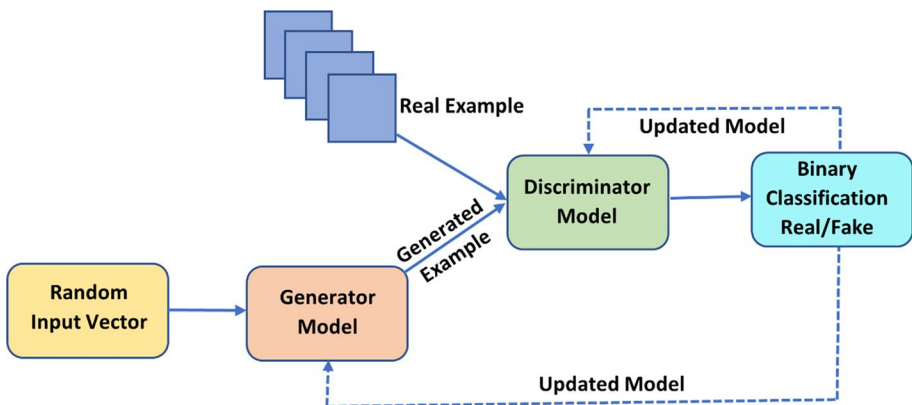 Real Example
Updated Model
Binary
Classification
Real/Fake
Discriminator
Model
Generated
Example
Random
Input Vector
Generator
Model
Updated Model